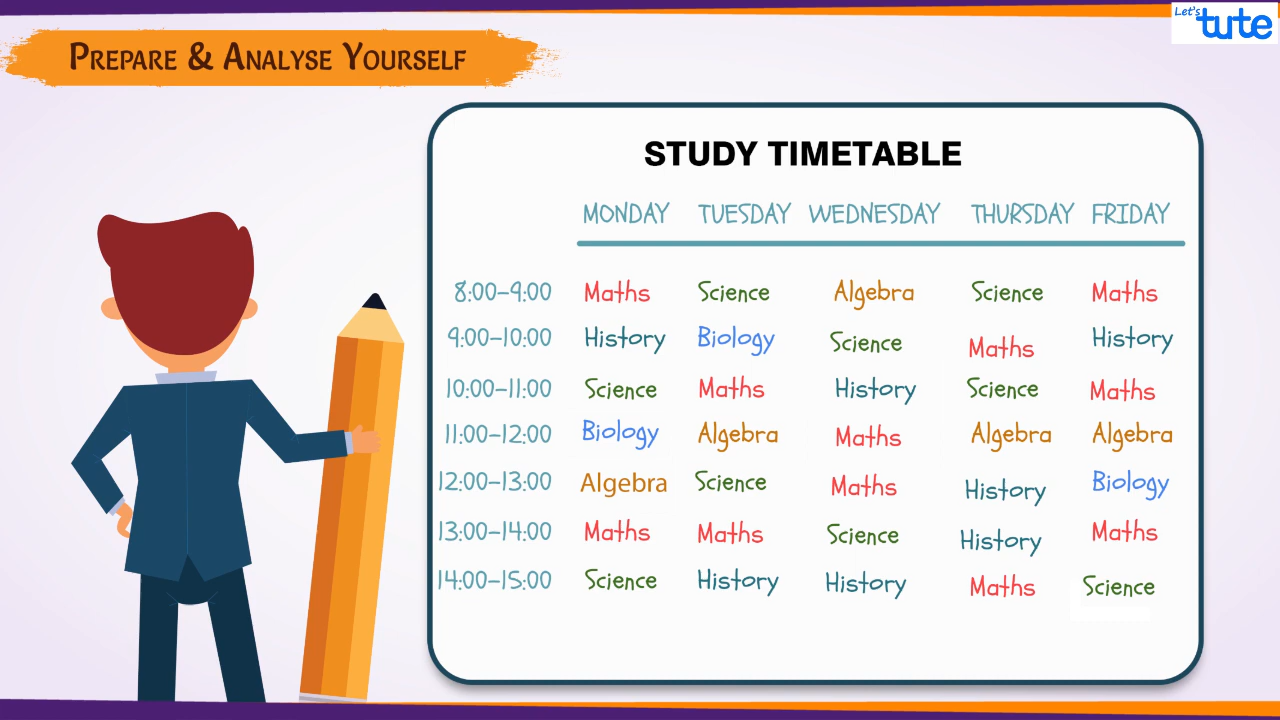 Let's tute
PREPARE & ANALYSE YOURSELF
STUDY TIMETABLE
MONDAY TUESDAY WEDNESDAY THURSDAY FRIDAY
8:00-9:00 Maths Science Algebra Science Maths
9:00-10:00 History Biology Science Maths History
10:00-11:00 Science Maths History Science Maths
11:00-12:00 Biology Algebra Maths Algebra Algebra
12:00-13:00 Algebra Science Maths History Biology
13:00-14:00 Maths Maths Science History Maths
14:00-15:00 Science History History Maths Science